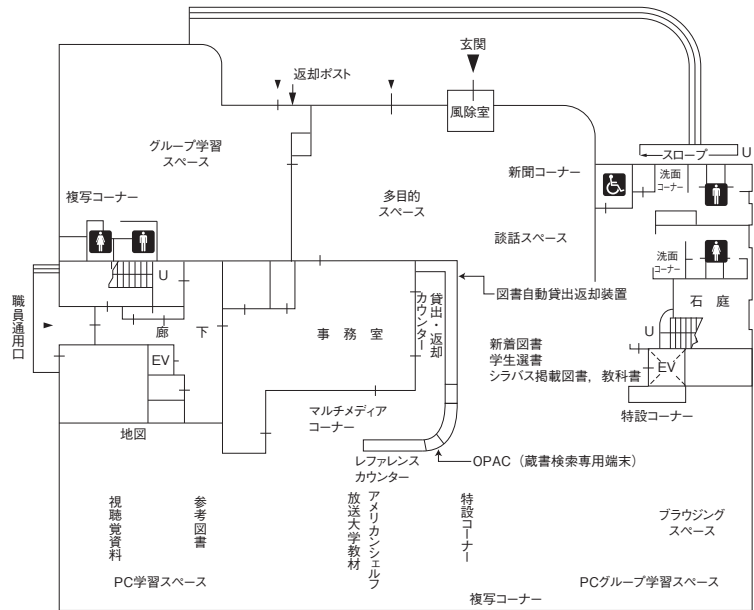 玄関
返却ポスト
風除室
グループ学習
スペース
スロープ
U
新聞コーナー
洗面
コーナー
複写コーナー
多目的
スペース
談話スペース
洗面
コーナー
U
職員通用口
貸出・返却
カウンター
図書自動貸出返却装置
石庭
廊下
事務室
U
新着図書
学生選書
シラバス掲載図書，教科書
EV
EV
マルチメディア
コーナー
特設コーナー
地図
レファレンス
カウンター
OPAC（蔵書検索専用端末）
視聴覚資料
参考図書
アメリカンシェルフ
放送大学教材
特設コーナー
ブラウジング
スペース
PC学習スペース
PCグループ学習スペース
複写コーナー